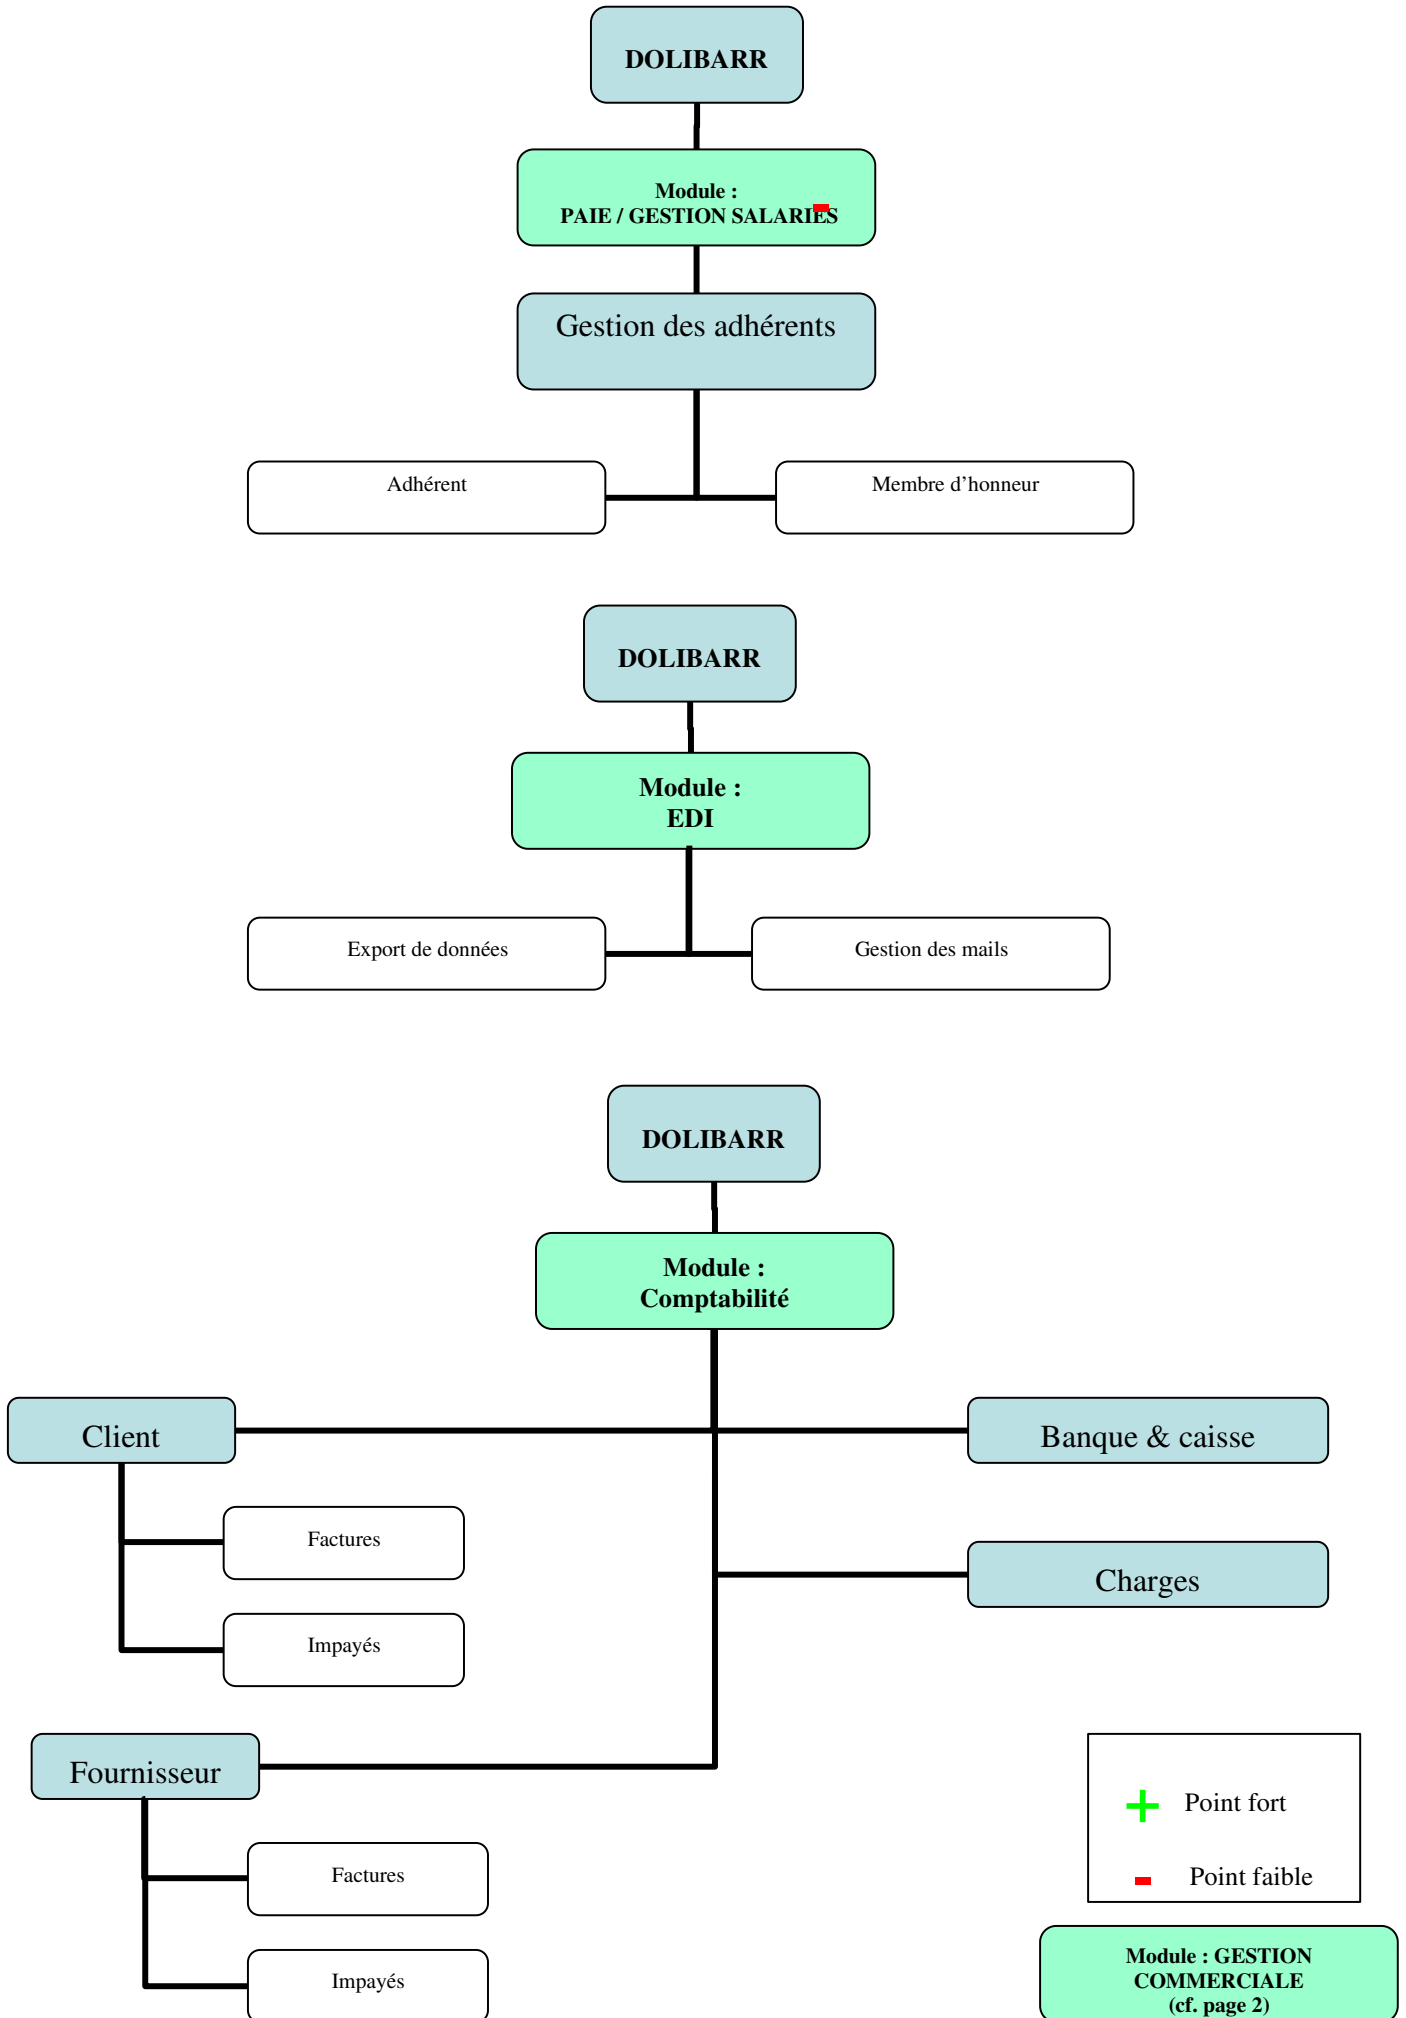 DOLIBARR
Module :
PAIE / GESTION SALARIES
Gestion des adhérents
Adhérent
Membre d’honneur
DOLIBARR
Module :
EDI
Export de données
Gestion des mails
DOLIBARR
Module :
Comptabilité
Client
Banque & caisse
Factures
Charges
Impayés
Fournisseur
+ Point fort
Factures
- Point faible
Impayés
Module : GESTION
COMMERCIALE
(cf. page 2)